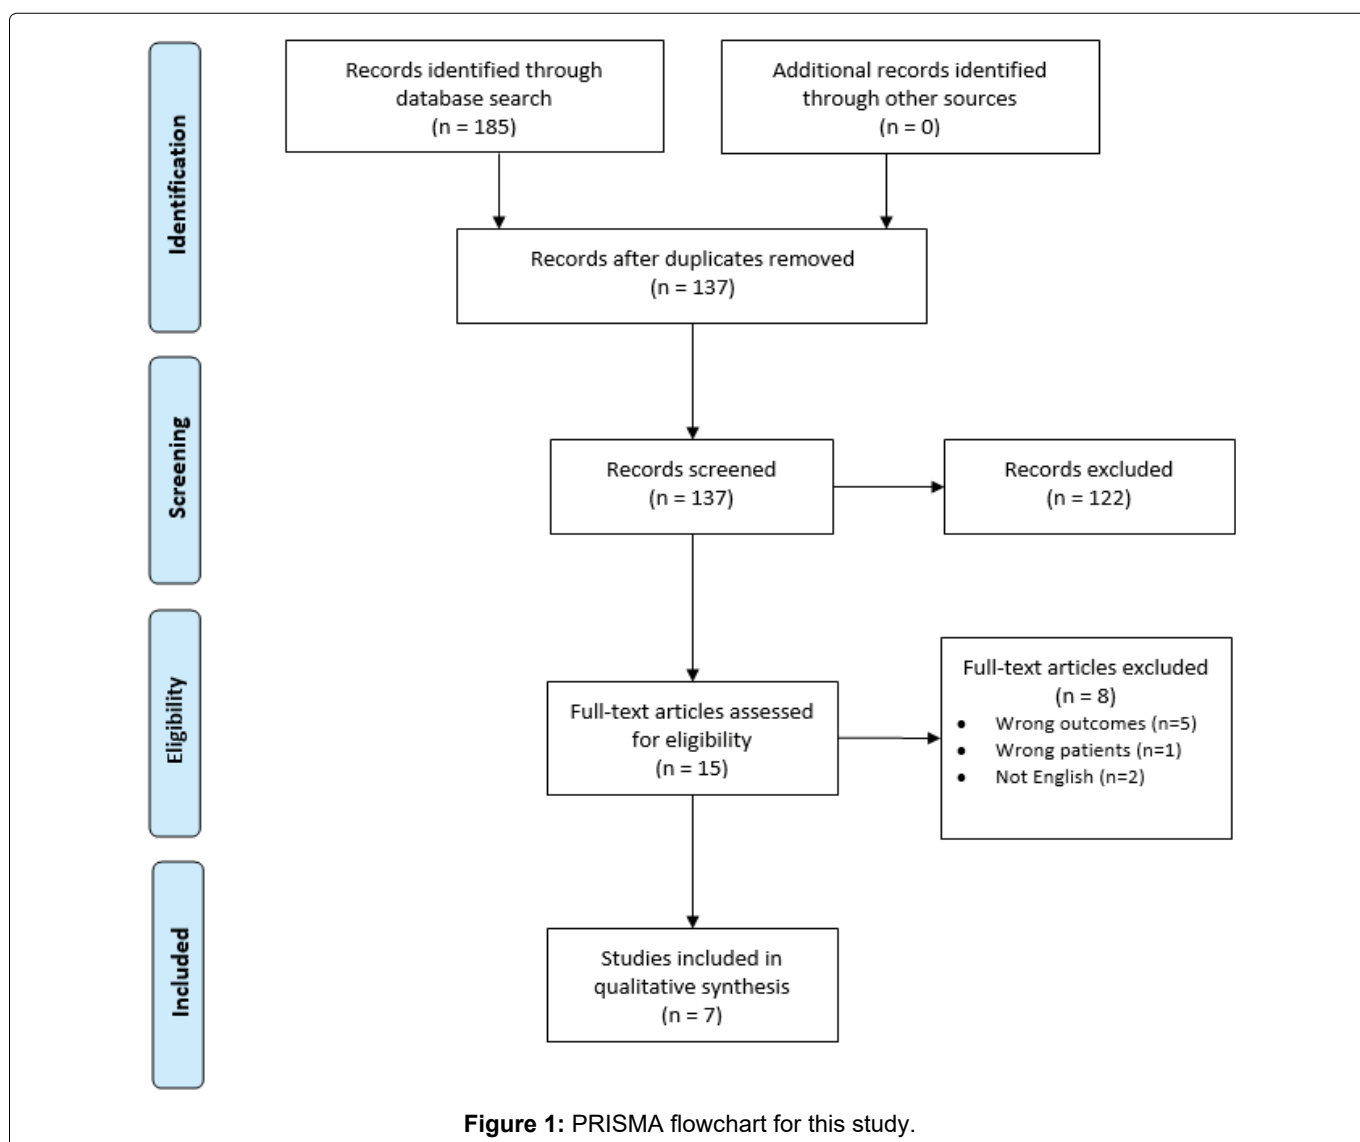 Identification
Records identified through
database search
(n = 185)
Additional records identified
through other sources
(n = 0)
Records after duplicates removed
(n = 137)
Screening
Records screened
(n = 137)
Records excluded
(n = 122)
Eligibility
Full-text articles assessed
for eligibility
(n = 15)
Full-text articles excluded
(n = 8)
• Wrong outcomes (n=5)
• Wrong patients (n=1)
• Not English (n=2)
Included
Studies included in
qualitative synthesis
(n = 7)
Figure 1: PRISMA flowchart for this study.